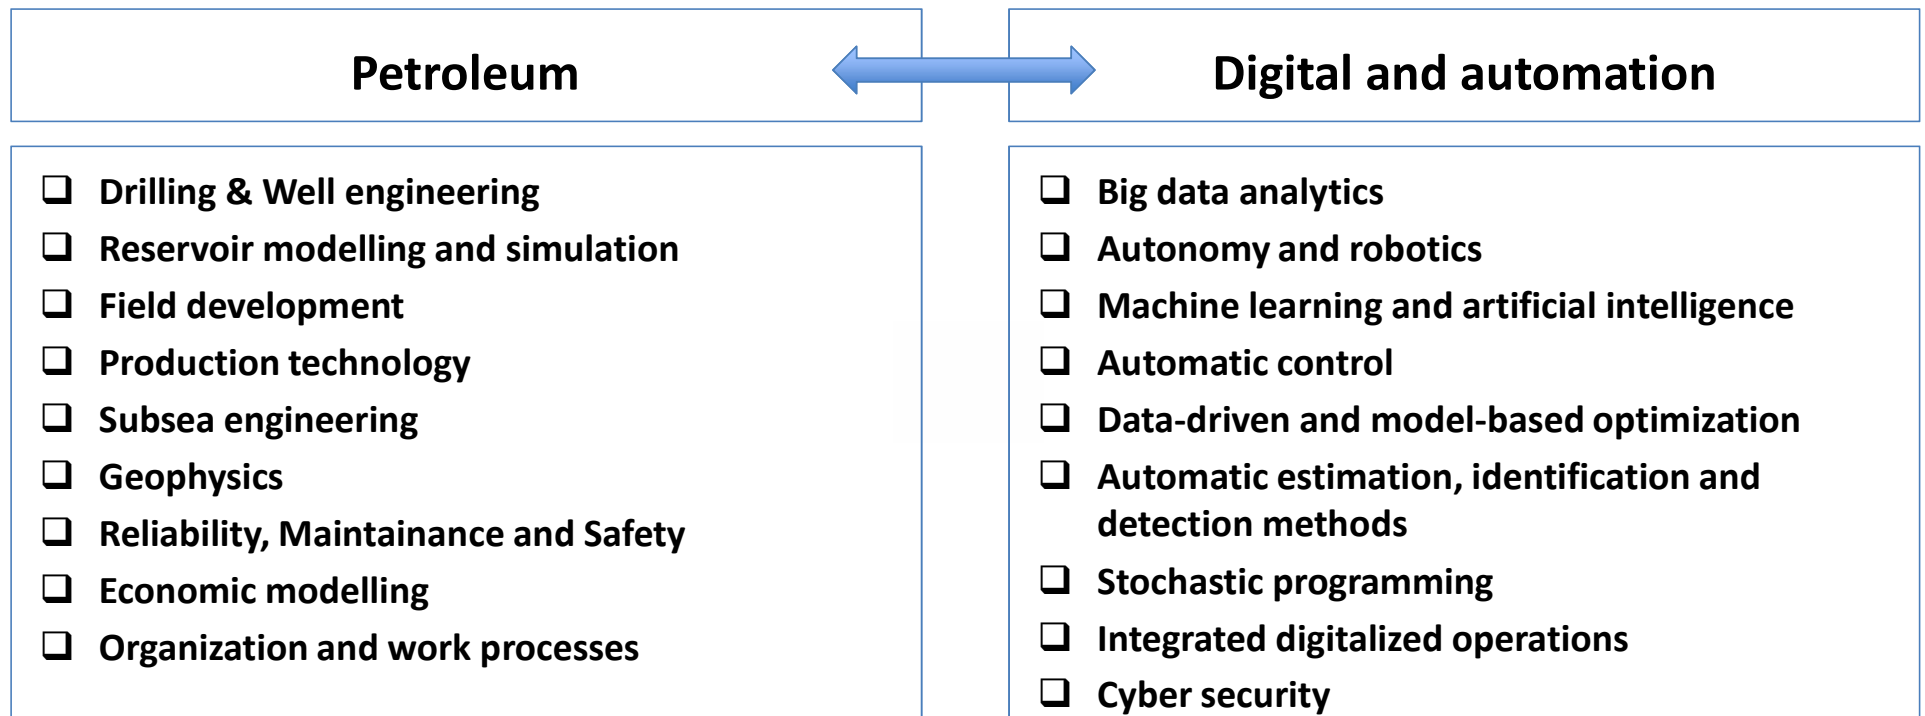 Petroleum
Digital and automation
Drilling & Well engineering
Reservoir modelling and simulation
Field development
Production technology
Subsea engineering
Geophysics
Reliability, Maintainance and Safety
Economic modelling
Organization and work processes
Big data analytics
Autonomy and robotics
Machine learning and artificial intelligence
Automatic control
Data-driven and model-based optimization
Automatic estimation, identification and
detection methods
Stochastic programming
Integrated digitalized operations
Cyber security